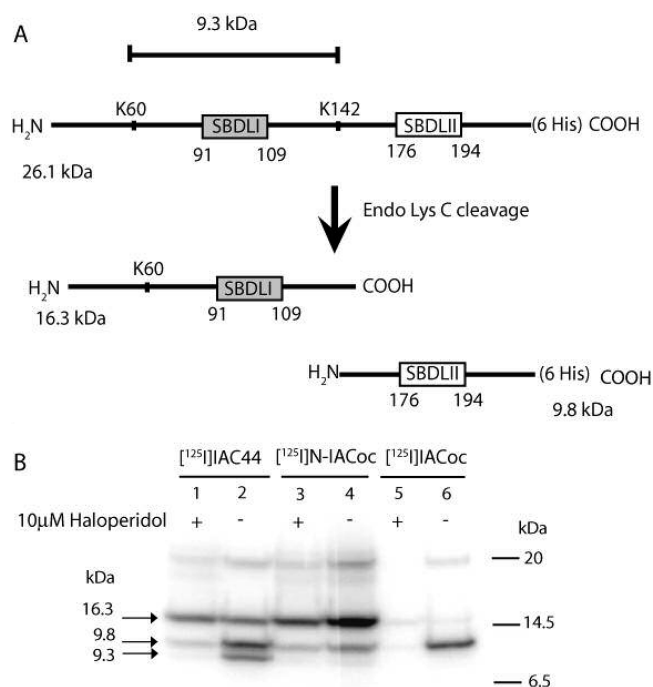 A
9.3 kDa
K60 K142
H2N SBDLI SBDLII (6 His) COOH
91 109 176 194
26.1 kDa
Endo Lys C cleavage
K60
H2N SBDLI COOH
91 109
16.3 kDa
H2N SBDLII (6 His) COOH
176 194
9.8 kDa
B
[125I]IAC44 [125I]N-IACoc [125I]IACoc
1 2 3 4 5 6
10μM Haloperidol + - + - + -
kDa kDa
20
16.3
14.5
9.8
9.3
6.5